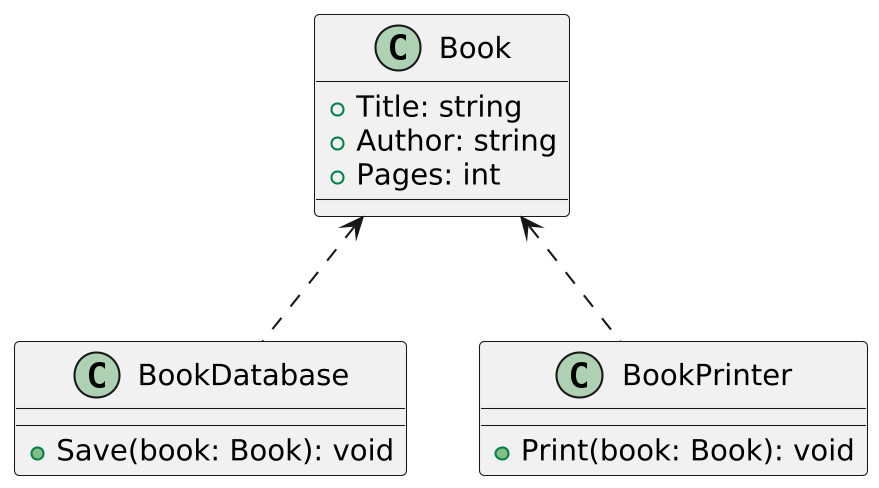 C Book
Title: string
Author: string
Pages: int
C BookDatabase
Save(book: Book): void
C BookPrinter
Print(book: Book): void